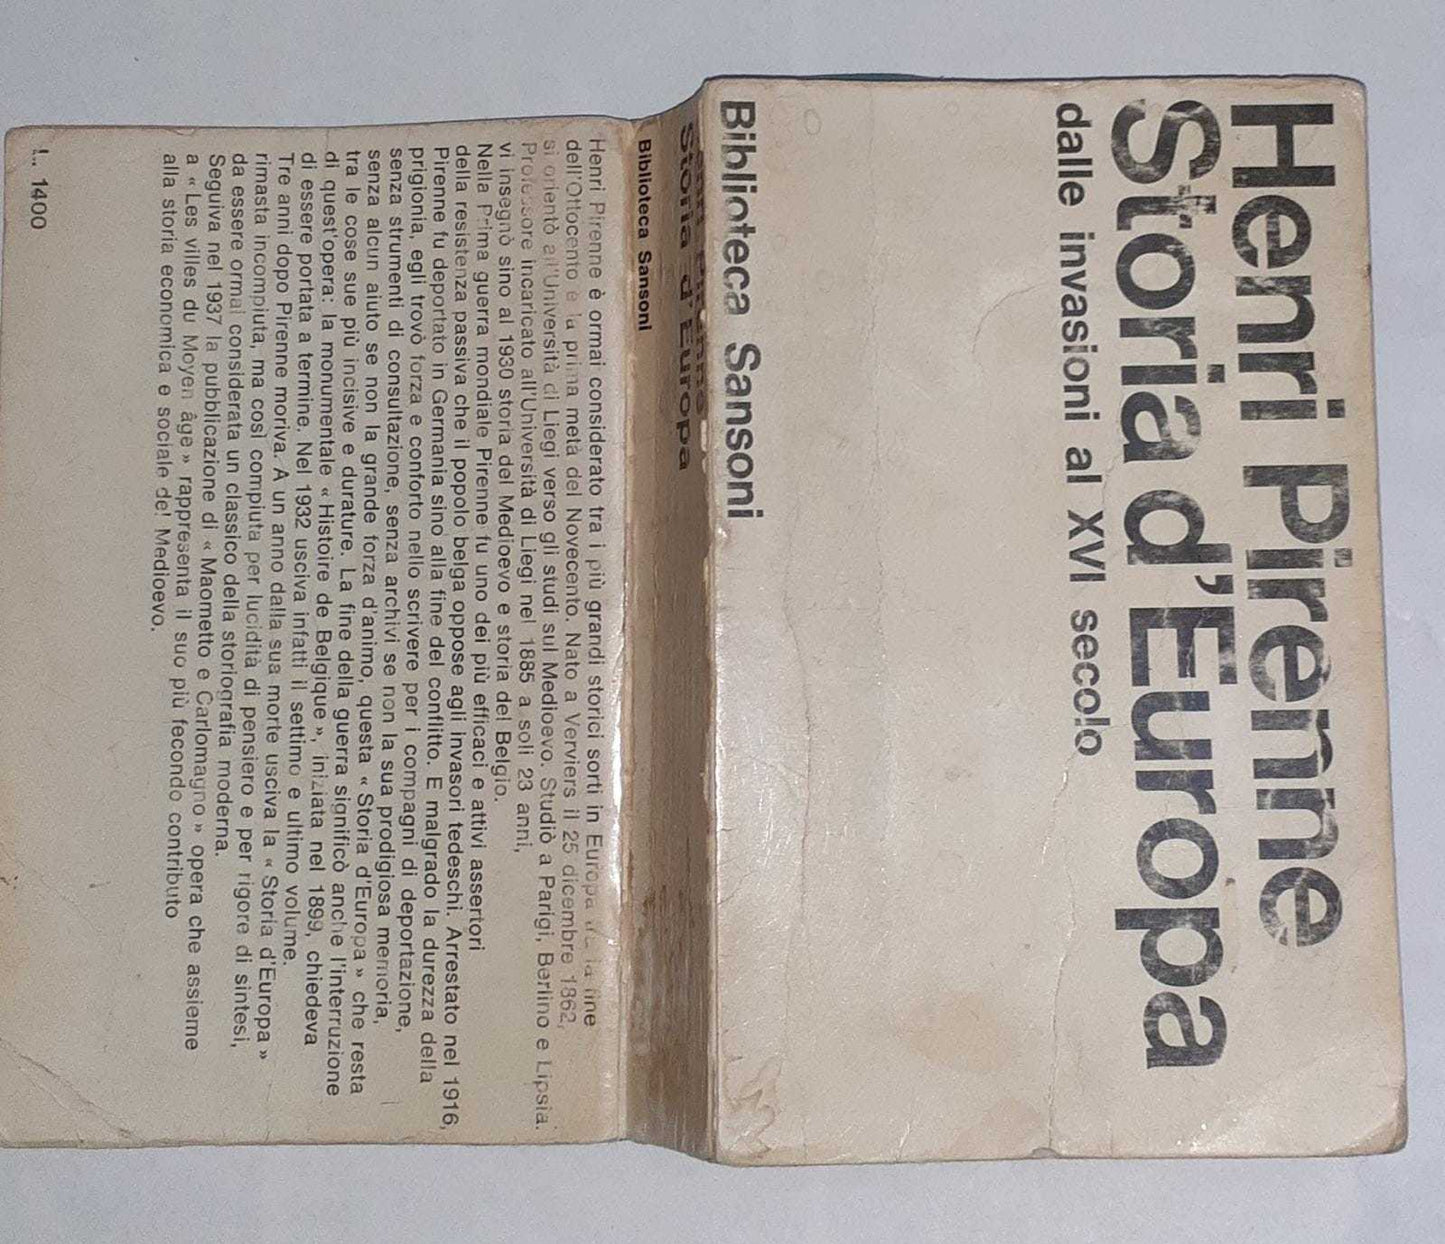 Henri Pirenne
Storia d'Europa
dalle invasioni al XVI secolo
Biblioteca Sansoni
Henri Pirenne
Storia d'Europa
Biblioteca Sansoni
Henri Pirenne è ormai considerato tra i più grandi storici sorti in Europa tra la fine
dell'Ottocento e la prima metà del Novecento. Nato a Verviers il 25 dicembre 1862,
si orientò all'Università di Liegi verso gli studi sul Medioevo. Studiò a Parigi, Berlino e Lipsia.
Professore incaricato all'Università di Liegi nel 1885 a soli 23 anni,
vi insegnò sino al 1930 storia del Medioevo e storia del Belgio.
Nella Prima guerra mondiale Pirenne fu uno dei più efficaci e attivi assertori
della resistenza passiva che il popolo belga oppose agli invasori tedeschi. Arrestato nel 1916,
Pirenne fu deportato in Germania sino alla fine del conflitto. E malgrado la durezza della
prigionia, egli trovò forza e conforto nello scrivere per i compagni di deportazione,
senza strumenti di consultazione, senza archivi se non la sua prodigiosa memoria,
senza alcun aiuto se non la grande forza d'animo, questa « Storia d'Europa » che resta
tra le cose sue più incisive e durature. La fine della guerra significò anche l'interruzione
di quest'opera: la monumentale « Histoire de Belgique », iniziata nel 1899, chiedeva
di essere portata a termine. Nel 1932 usciva infatti il settimo e ultimo volume.
Tre anni dopo Pirenne moriva. A un anno dalla sua morte usciva la « Storia d'Europa »
rimasta incompiuta, ma così compiuta per lucidità di pensiero e per rigore di sintesi,
da essere ormai considerata un classico della storiografia moderna.
Seguiva nel 1937 la pubblicazione di « Maometto e Carlomagno » opera che assieme
a « Les villes du Moyen âge » rappresenta il suo più fecondo contributo
alla storia economica e sociale del Medioevo.
L. 1400